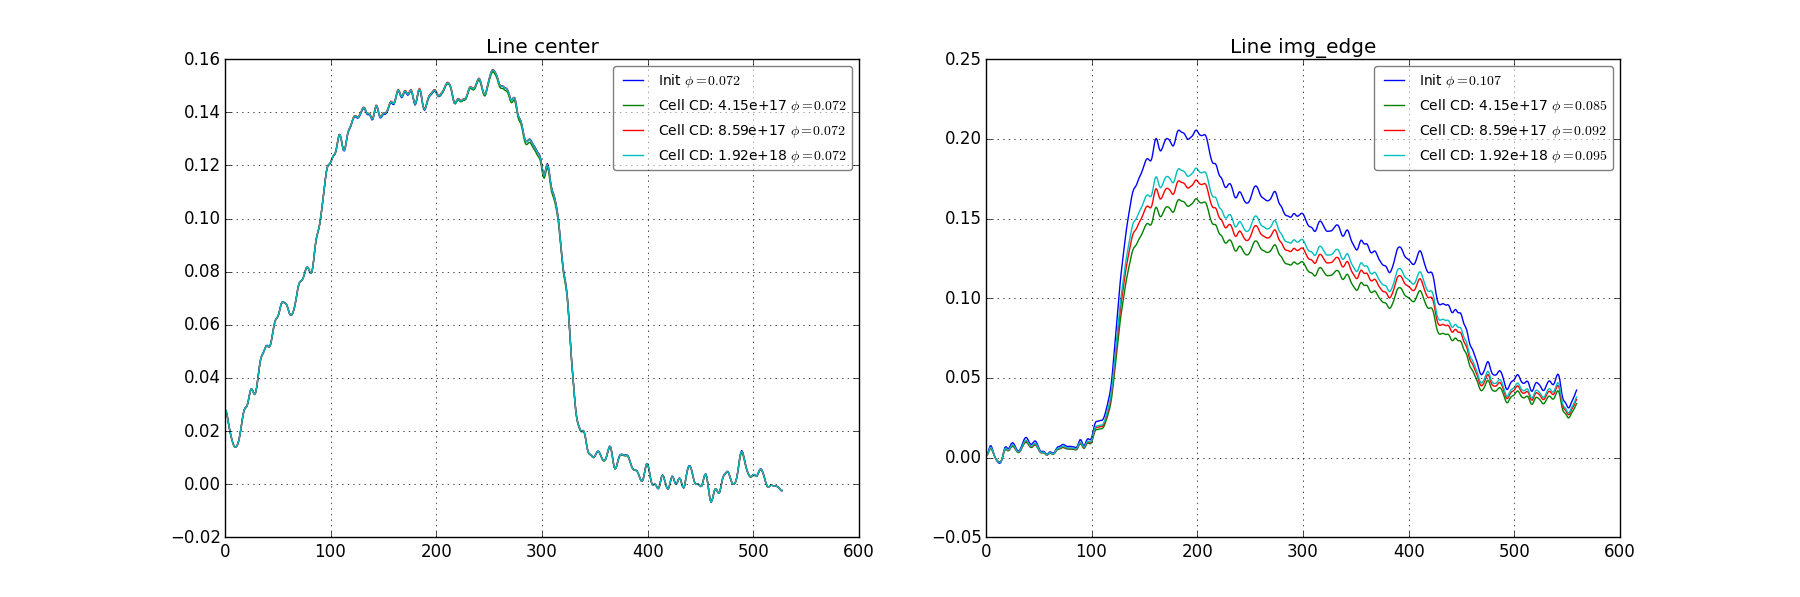 Line center
Init ϕ=0.072
Cell CD: 4.15e+17 ϕ=0.072
Cell CD: 8.59e+17 ϕ=0.072
Cell CD: 1.92e+18 ϕ=0.072
0.16
0.14
0.12
0.10
0.08
0.06
0.04
0.02
0.00
−0.02
0 100 200 300 400 500 600
Line img_edge
Init ϕ=0.107
Cell CD: 4.15e+17 ϕ=0.085
Cell CD: 8.59e+17 ϕ=0.092
Cell CD: 1.92e+18 ϕ=0.095
0.25
0.20
0.15
0.10
0.05
0.00
−0.05
0 100 200 300 400 500 600